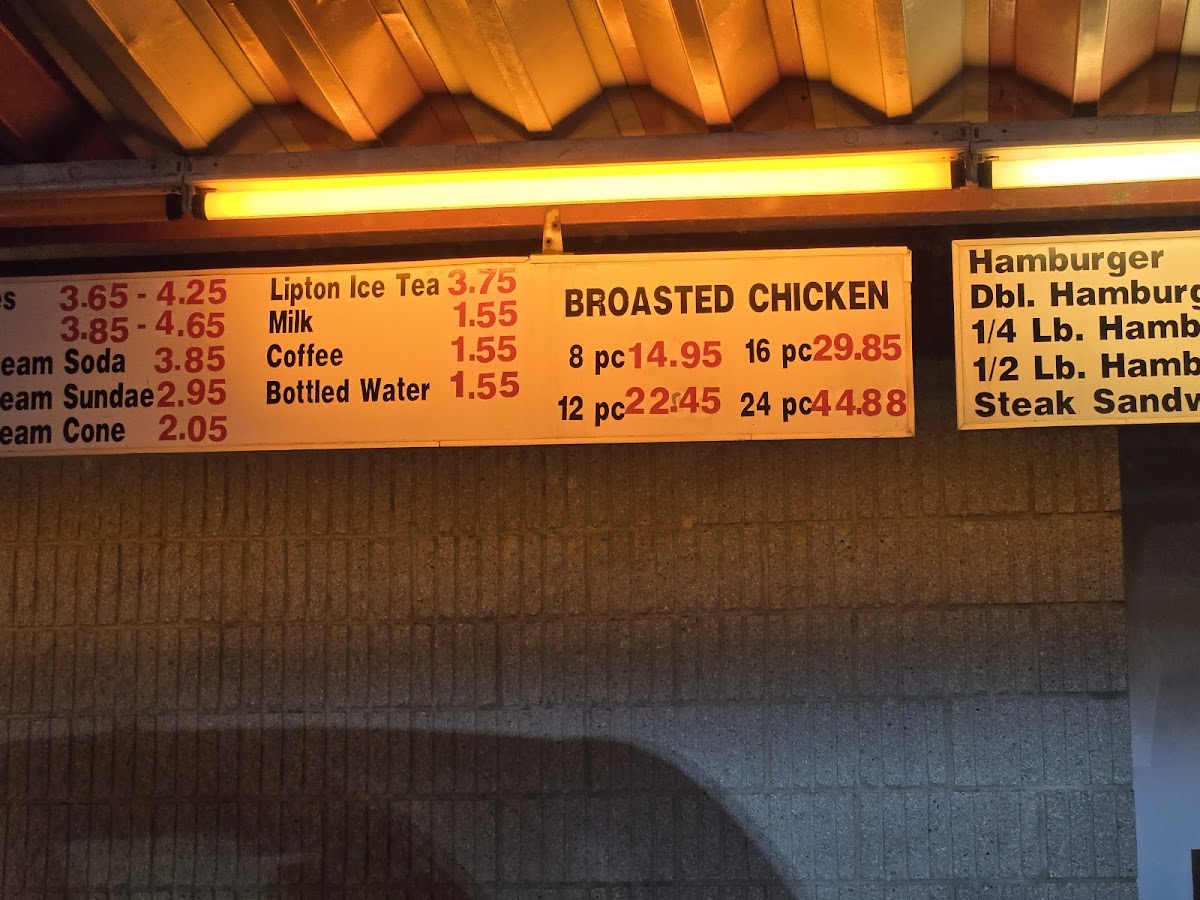 es 3.65 - 4.25
3.85 - 4.65
eam Soda 3.85
eam Sundae 2.95
eam Cone 2.05
Lipton Ice Tea 3.75
Milk 1.55
Coffee 1.55
Bottled Water 1.55
BROASTED CHICKEN
8 pc 14.95 16 pc 29.85
12 pc 22.45 24 pc 44.88
Hamburger
Dbl. Hamburg
1/4 Lb. Hamb
1/2 Lb. Hamb
Steak Sandw